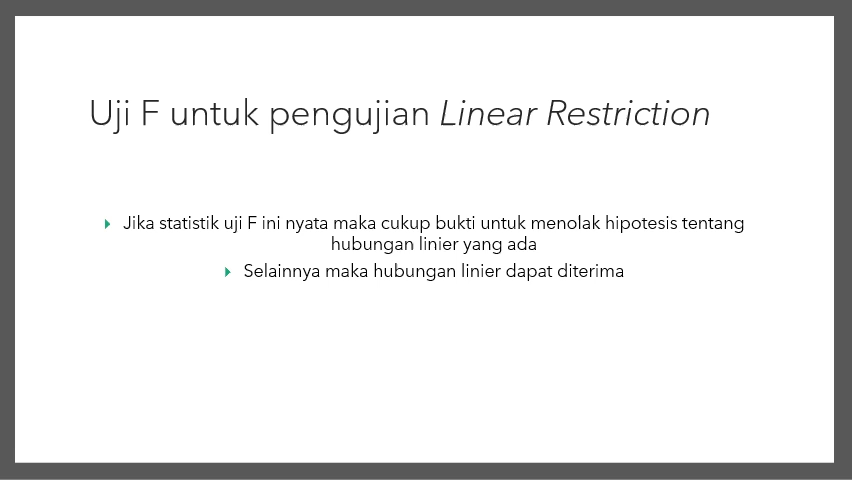 Uji F untuk pengujian Linear Restriction
Jika statistik uji F ini nyata maka cukup bukti untuk menolak hipotesis tentang
hubungan linier yang ada
Selainnya maka hubungan linier dapat diterima